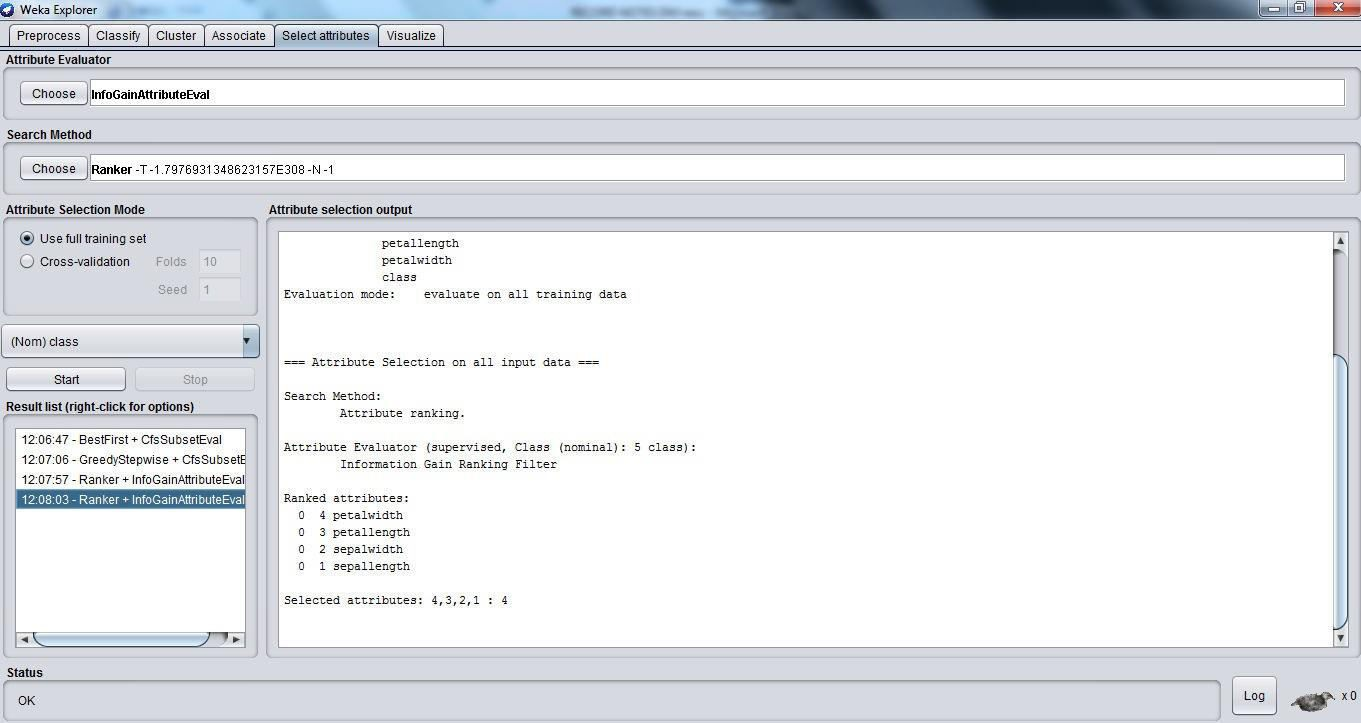 Weka Explorer
Preprocess Classify Cluster Associate Select attributes Visualize
Attribute Evaluator
Choose InfoGainAttributeEval
Search Method
Choose Ranker -T -1.7976931348623157E308 -N -1
Attribute Selection Mode
Use full training set
Cross-validation Folds 10
Seed 1
(Nom) class
Start Stop
Result list (right-click for options)
12:06:47 - BestFirst + CfsSubsetEval
12:07:06 - GreedyStepwise + CfsSubsetE
12:07:57 - Ranker + InfoGainAttributeEval
12:08:03 - Ranker + InfoGainAttributeEval
Attribute selection output
petallength
petalwidth
class
Evaluation mode: evaluate on all training data
=== Attribute Selection on all input data ===
Search Method:
Attribute ranking.
Attribute Evaluator (supervised, Class (nominal): 5 class):
Information Gain Ranking Filter
Ranked attributes:
0 4 petalwidth
0 3 petallength
0 2 sepalwidth
0 1 sepallength
Selected attributes: 4,3,2,1 : 4
Status
OK
Log
x 0